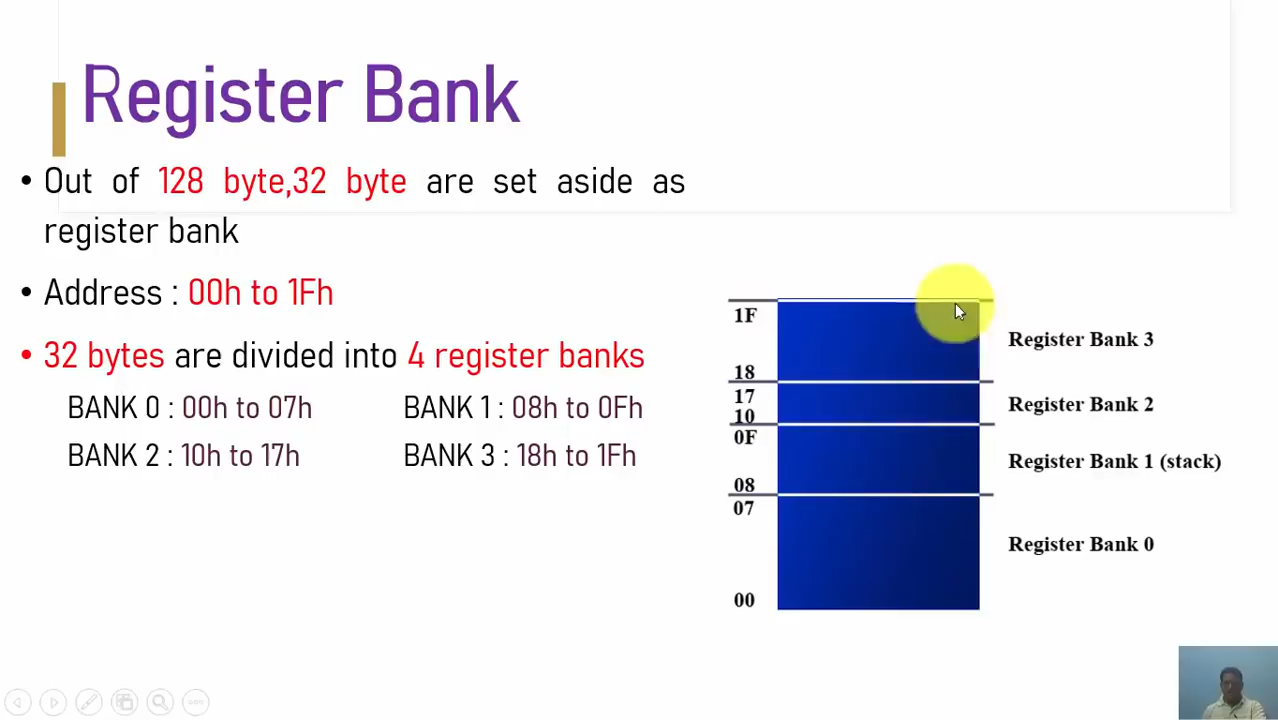 Register Bank
• Out of 128 byte,32 byte are set aside as
register bank
• Address : 00h to 1Fh
• 32 bytes are divided into 4 register banks
BANK 0 : 00h to 07h BANK 1 : 08h to 0Fh
BANK 2 : 10h to 17h BANK 3 : 18h to 1Fh
1F
Register Bank 3
18
17
Register Bank 2
10
0F
Register Bank 1 (stack)
08
07
Register Bank 0
00